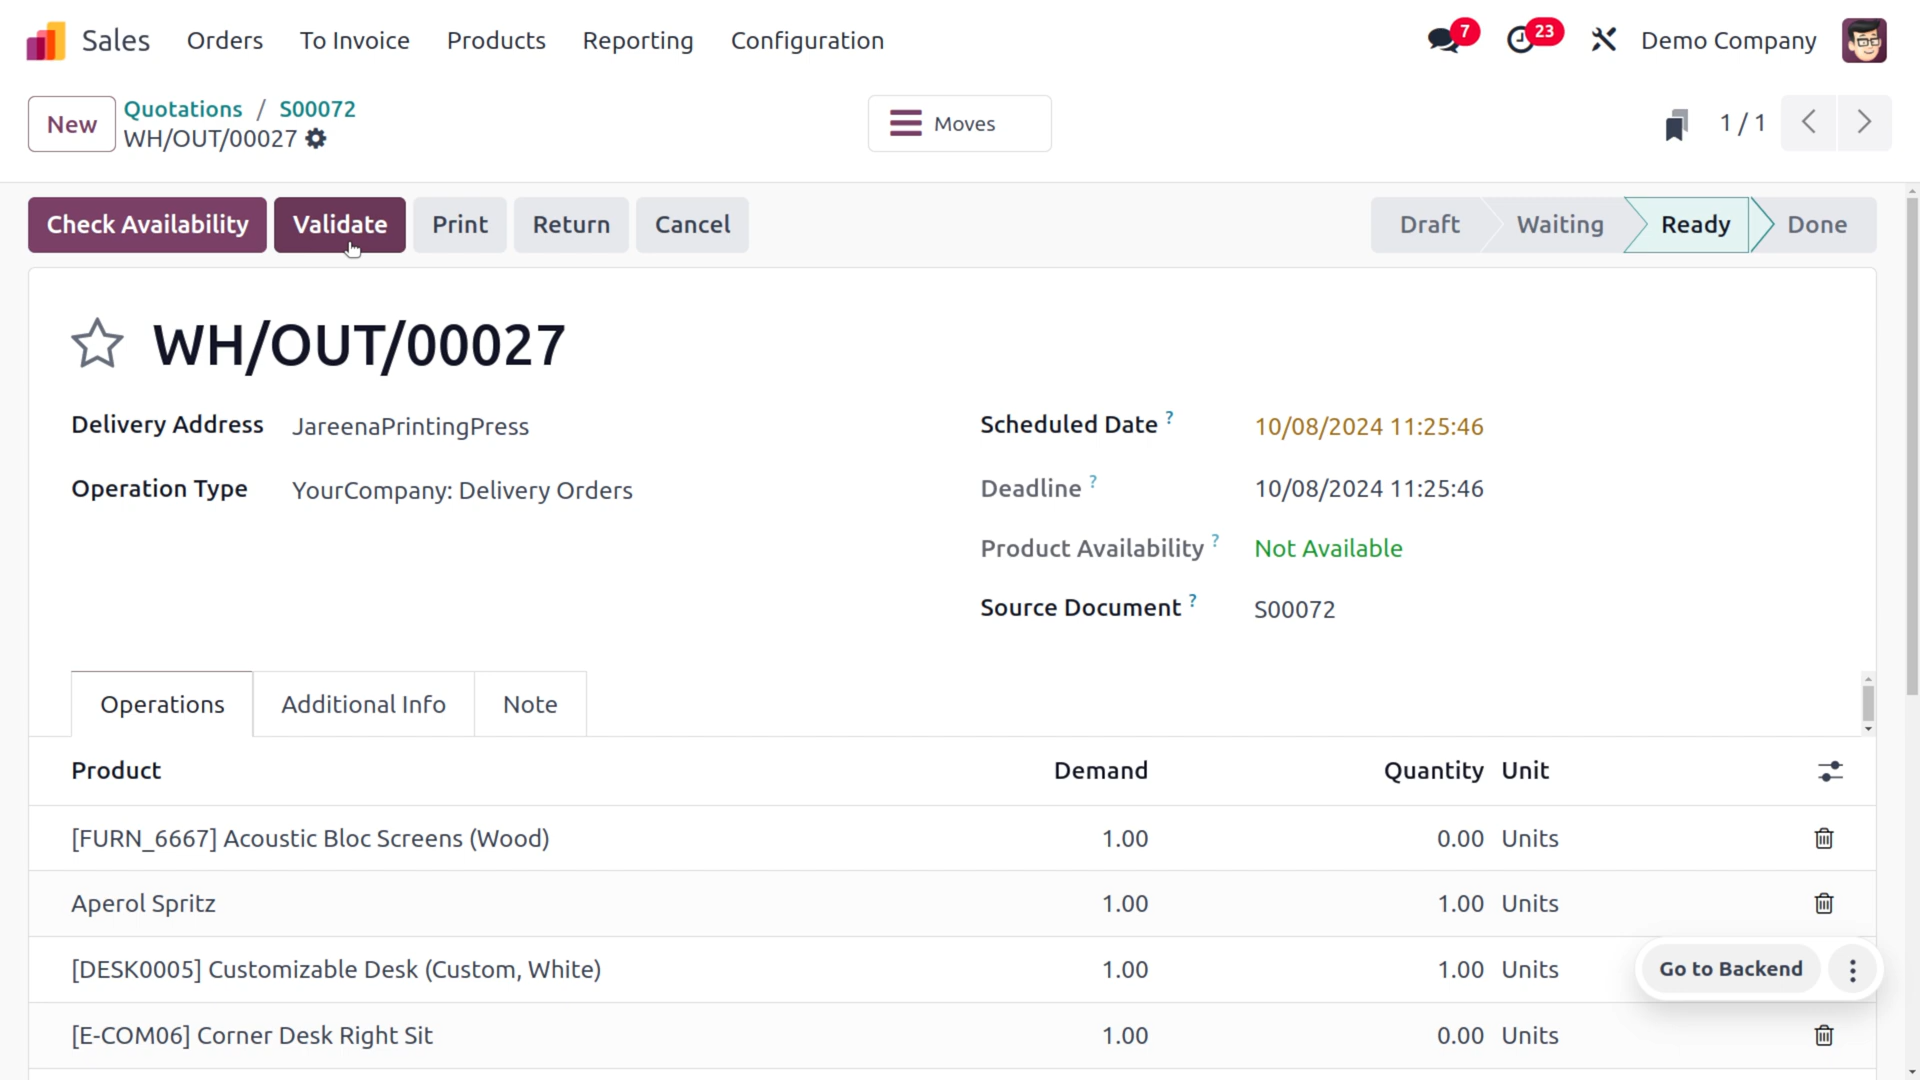 Sales Orders To Invoice Products Reporting Configuration 7 23 Demo Company
New Quotations / S00072 Moves 1 / 1
WH/OUT/00027
Check Availability Validate Print Return Cancel Draft Waiting Ready Done
WH/OUT/00027
Delivery Address JareenaPrintingPress Scheduled Date ? 10/08/2024 11:25:46
Operation Type YourCompany: Delivery Orders Deadline ? 10/08/2024 11:25:46
Product Availability ? Not Available
Source Document ? S00072
Operations Additional Info Note
Product Demand Quantity Unit
[FURN_6667] Acoustic Bloc Screens (Wood) 1.00 0.00 Units
Aperol Spritz 1.00 1.00 Units
[DESK0005] Customizable Desk (Custom, White) 1.00 1.00 Units Go to Backend
[E-COM06] Corner Desk Right Sit 1.00 0.00 Units